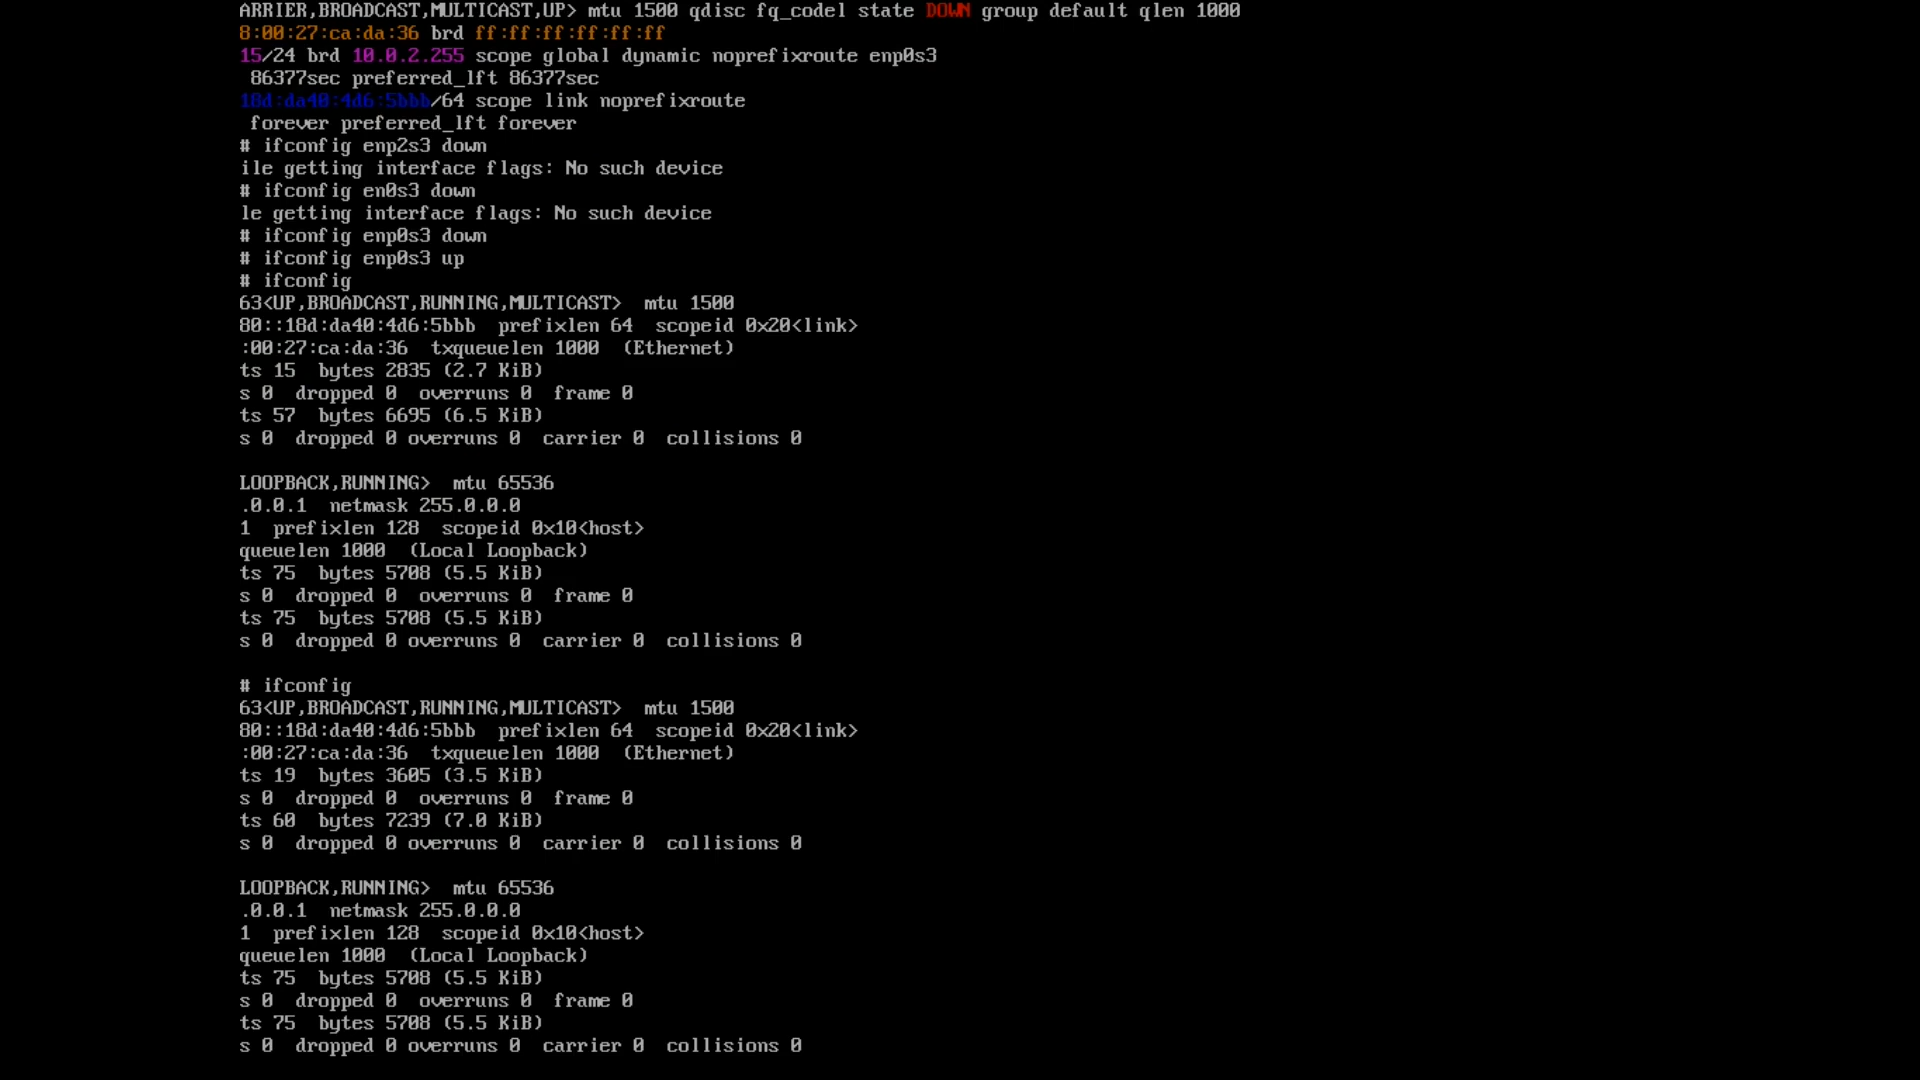 ARRIER,BROADCAST,MULTICAST,UP> mtu 1500 qdisc fq_codel state DOWN group default qlen 1000
8:00:27:ca:da:36 brd ff:ff:ff:ff:ff:ff
15/24 brd 10.0.2.255 scope global dynamic noprefixroute enp0s3
86377sec preferred_lft 86377sec
18d:da40:4d6:5bbb/64 scope link noprefixroute
forever preferred_lft forever
# ifconfig enp2s3 down
ile getting interface flags: No such device
# ifconfig en0s3 down
le getting interface flags: No such device
# ifconfig enp0s3 down
# ifconfig enp0s3 up
# ifconfig
63<UP,BROADCAST,RUNNING,MULTICAST>  mtu 1500
80::18d:da40:4d6:5bbb  prefixlen 64  scopeid 0x20<link>
:00:27:ca:da:36  txqueuelen 1000  (Ethernet)
ts 15  bytes 2835 (2.7 KiB)
s 0  dropped 0  overruns 0  frame 0
ts 57  bytes 6695 (6.5 KiB)
s 0  dropped 0 overruns 0  carrier 0  collisions 0
LOOPBACK,RUNNING>  mtu 65536
.0.0.1  netmask 255.0.0.0
1  prefixlen 128  scopeid 0x10<host>
queuelen 1000  (Local Loopback)
ts 75  bytes 5708 (5.5 KiB)
s 0  dropped 0  overruns 0  frame 0
ts 75  bytes 5708 (5.5 KiB)
s 0  dropped 0 overruns 0  carrier 0  collisions 0
# ifconfig
63<UP,BROADCAST,RUNNING,MULTICAST>  mtu 1500
80::18d:da40:4d6:5bbb  prefixlen 64  scopeid 0x20<link>
:00:27:ca:da:36  txqueuelen 1000  (Ethernet)
ts 19  bytes 3605 (3.5 KiB)
s 0  dropped 0  overruns 0  frame 0
ts 60  bytes 7239 (7.0 KiB)
s 0  dropped 0 overruns 0  carrier 0  collisions 0
LOOPBACK,RUNNING>  mtu 65536
.0.0.1  netmask 255.0.0.0
1  prefixlen 128  scopeid 0x10<host>
queuelen 1000  (Local Loopback)
ts 75  bytes 5708 (5.5 KiB)
s 0  dropped 0  overruns 0  frame 0
ts 75  bytes 5708 (5.5 KiB)
s 0  dropped 0 overruns 0  carrier 0  collisions 0